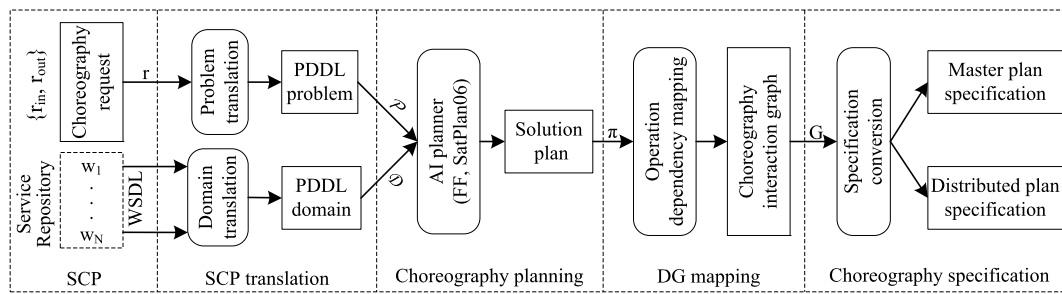 {r_in, r_out}
Choreography
request
r
Problem
translation
PDDL
problem
Service
Repository
w_1
.
.
.
.
w_N
WSDL
Domain
translation
PDDL
domain
AI planner
(FF, SatPlan06)
Solution
plan
π
Operation
dependency mapping
Choreography
interaction graph
G
Specification
conversion
Master plan
specification
Distributed plan
specification
SCP
SCP translation
Choreography planning
DG mapping
Choreography specification